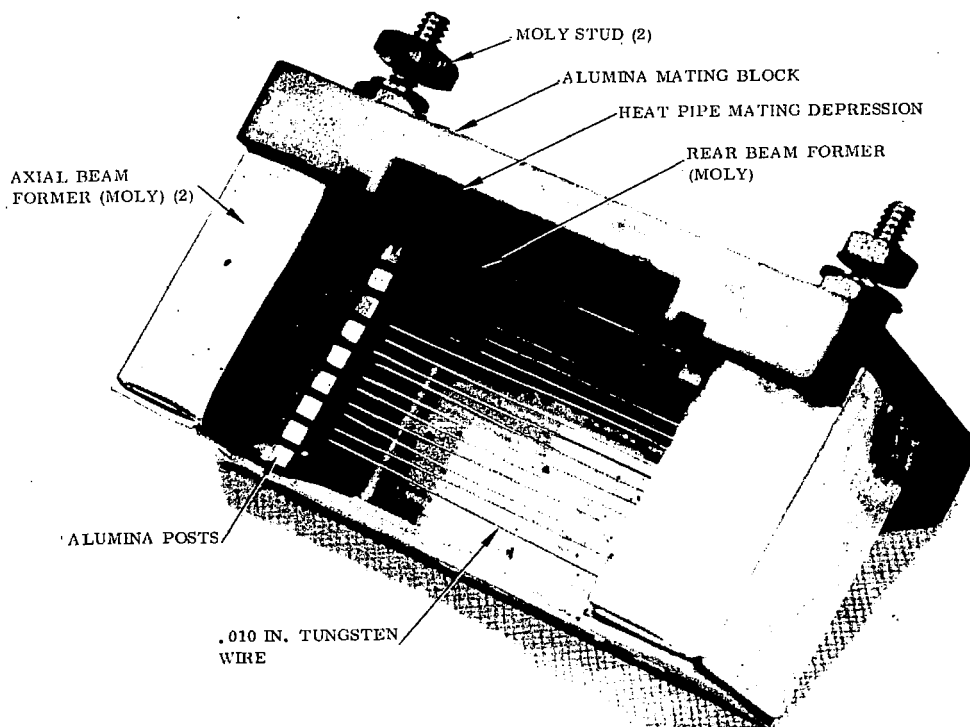 MOLY STUD (2)
ALUMINA MATING BLOCK
HEAT PIPE MATING DEPRESSION
REAR BEAM FORMER
(MOLY)
AXIAL BEAM
FORMER (MOLY) (2)
ALUMINA POSTS
.010 IN. TUNGSTEN
WIRE